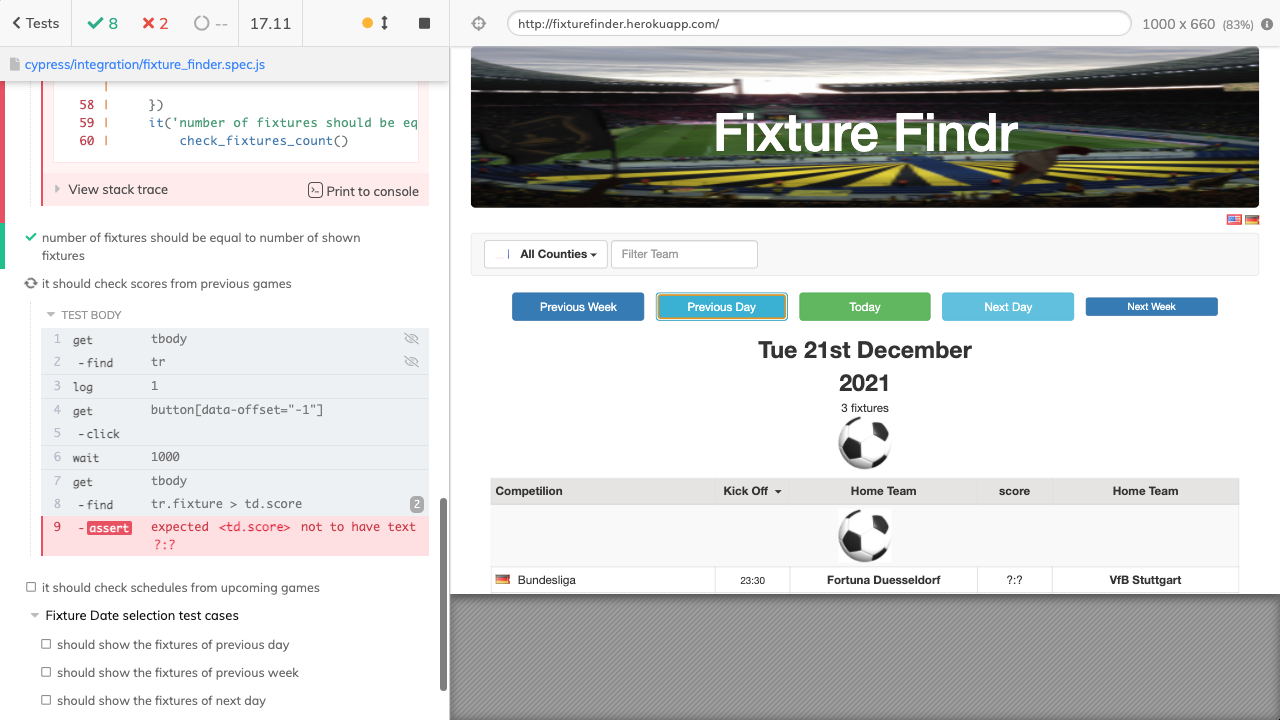 Tests
8
2
--
17.11
cypress/integration/fixture_finder.spec.js
|
58 | })
59 | it('number of fixtures should be eq
60 | check_fixtures_count()
View stack trace
Print to console
number of fixtures should be equal to number of shown
fixtures
it should check scores from previous games
TEST BODY
1 get tbody
2 -find tr
3 log 1
4 get button[data-offset="-1"]
5 -click
6 wait 1000
7 get tbody
8 -find tr.fixture > td.score 2
9 -assert expected <td.score> not to have text
?:?
it should check schedules from upcoming games
Fixture Date selection test cases
should show the fixtures of previous day
should show the fixtures of previous week
should show the fixtures of next day
http://fixturefinder.herokuapp.com/
1000 x 660 (83%)
Fixture Findr
All Counties
Filter Team
Previous Week
Previous Day
Today
Next Day
Next Week
Tue 21st December
2021
3 fixtures
Competilion Kick Off Home Team score Home Team
Bundesliga 23:30 Fortuna Duesseldorf ?:? VfB Stuttgart